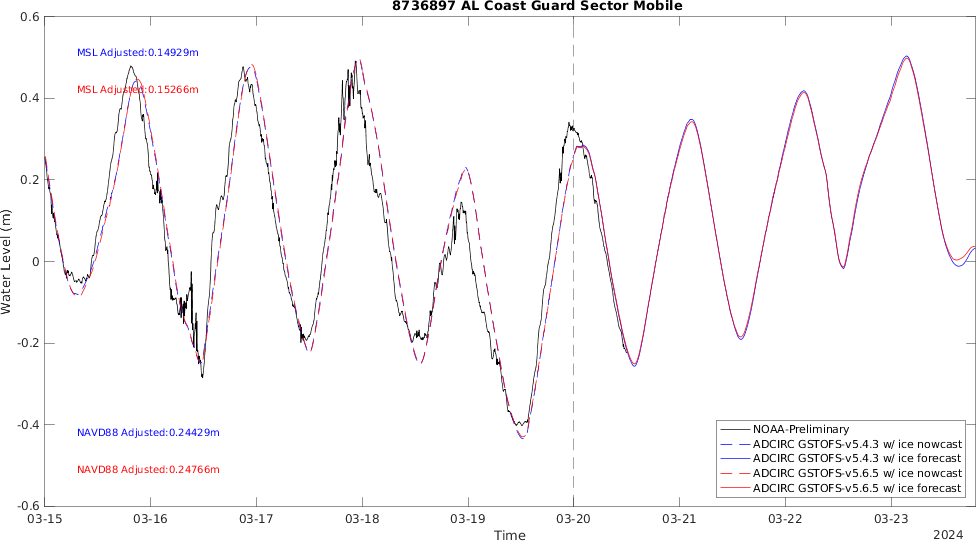 8736897 AL Coast Guard Sector Mobile
0.6
MSL Adjusted:0.14929m
MSL Adjusted:0.15266m
0.4
0.2
Water Level (m)
0
-0.2
-0.4
NAVD88 Adjusted:0.24429m
NAVD88 Adjusted:0.24766m
NOAA-Preliminary
ADCIRC GSTOFS-v5.4.3 w/ ice nowcast
ADCIRC GSTOFS-v5.4.3 w/ ice forecast
ADCIRC GSTOFS-v5.6.5 w/ ice nowcast
ADCIRC GSTOFS-v5.6.5 w/ ice forecast
-0.6
03-15 03-16 03-17 03-18 03-19 03-20 03-21 03-22 03-23
Time
2024